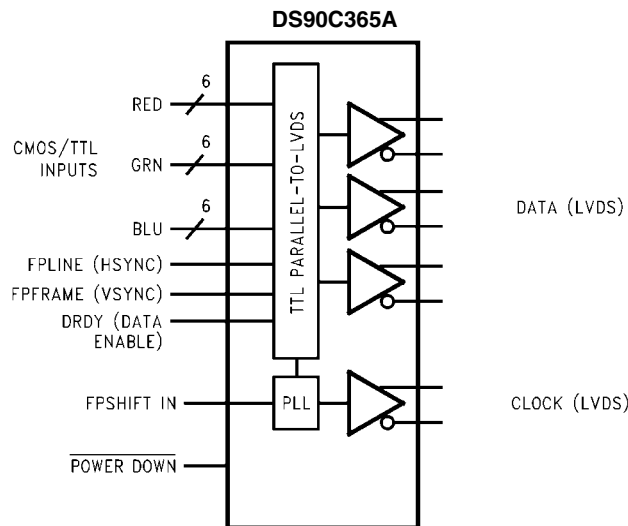 DS90C365A
RED
6
CMOS/TTL
INPUTS
GRN
6
BLU
6
FPLINE (HSYNC)
FPFRAME (VSYNC)
DRDY (DATA
ENABLE)
FPSHIFT IN
POWER DOWN
TTL PARALLEL-TO-LVDS
PLL
DATA (LVDS)
CLOCK (LVDS)